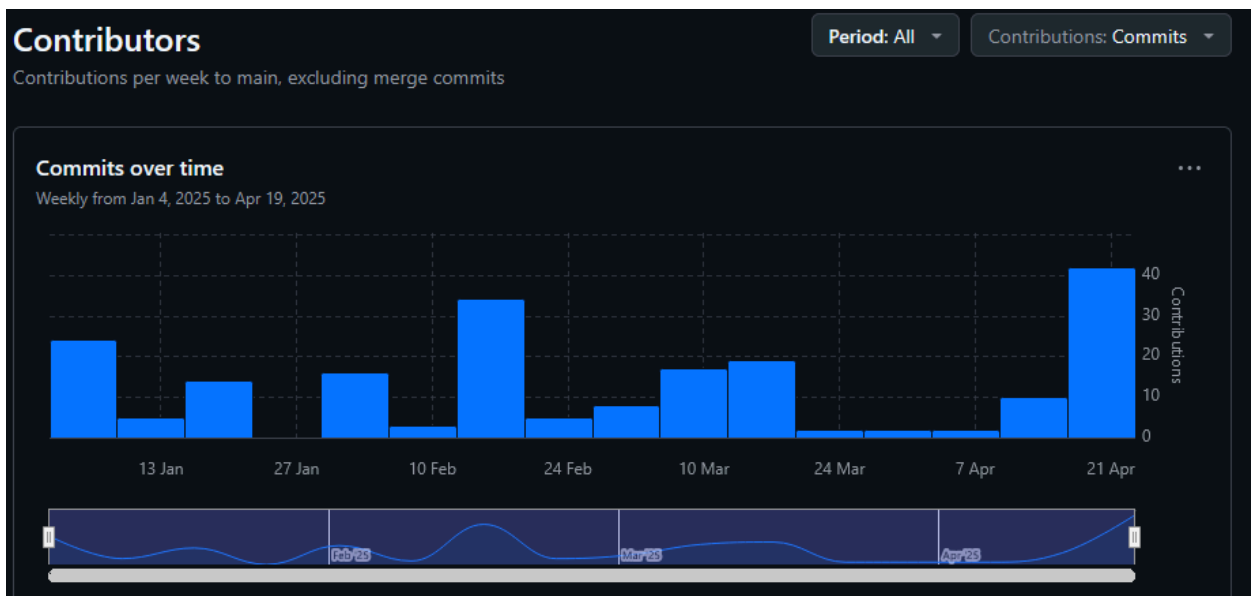 Contributors
Period: All
Contributions: Commits
Contributions per week to main, excluding merge commits
Commits over time
Weekly from Jan 4, 2025 to Apr 19, 2025
40
30
20
10
0
Contributions
13 Jan
27 Jan
10 Feb
24 Feb
10 Mar
24 Mar
7 Apr
21 Apr
Feb '25
Mar '25
Apr '25